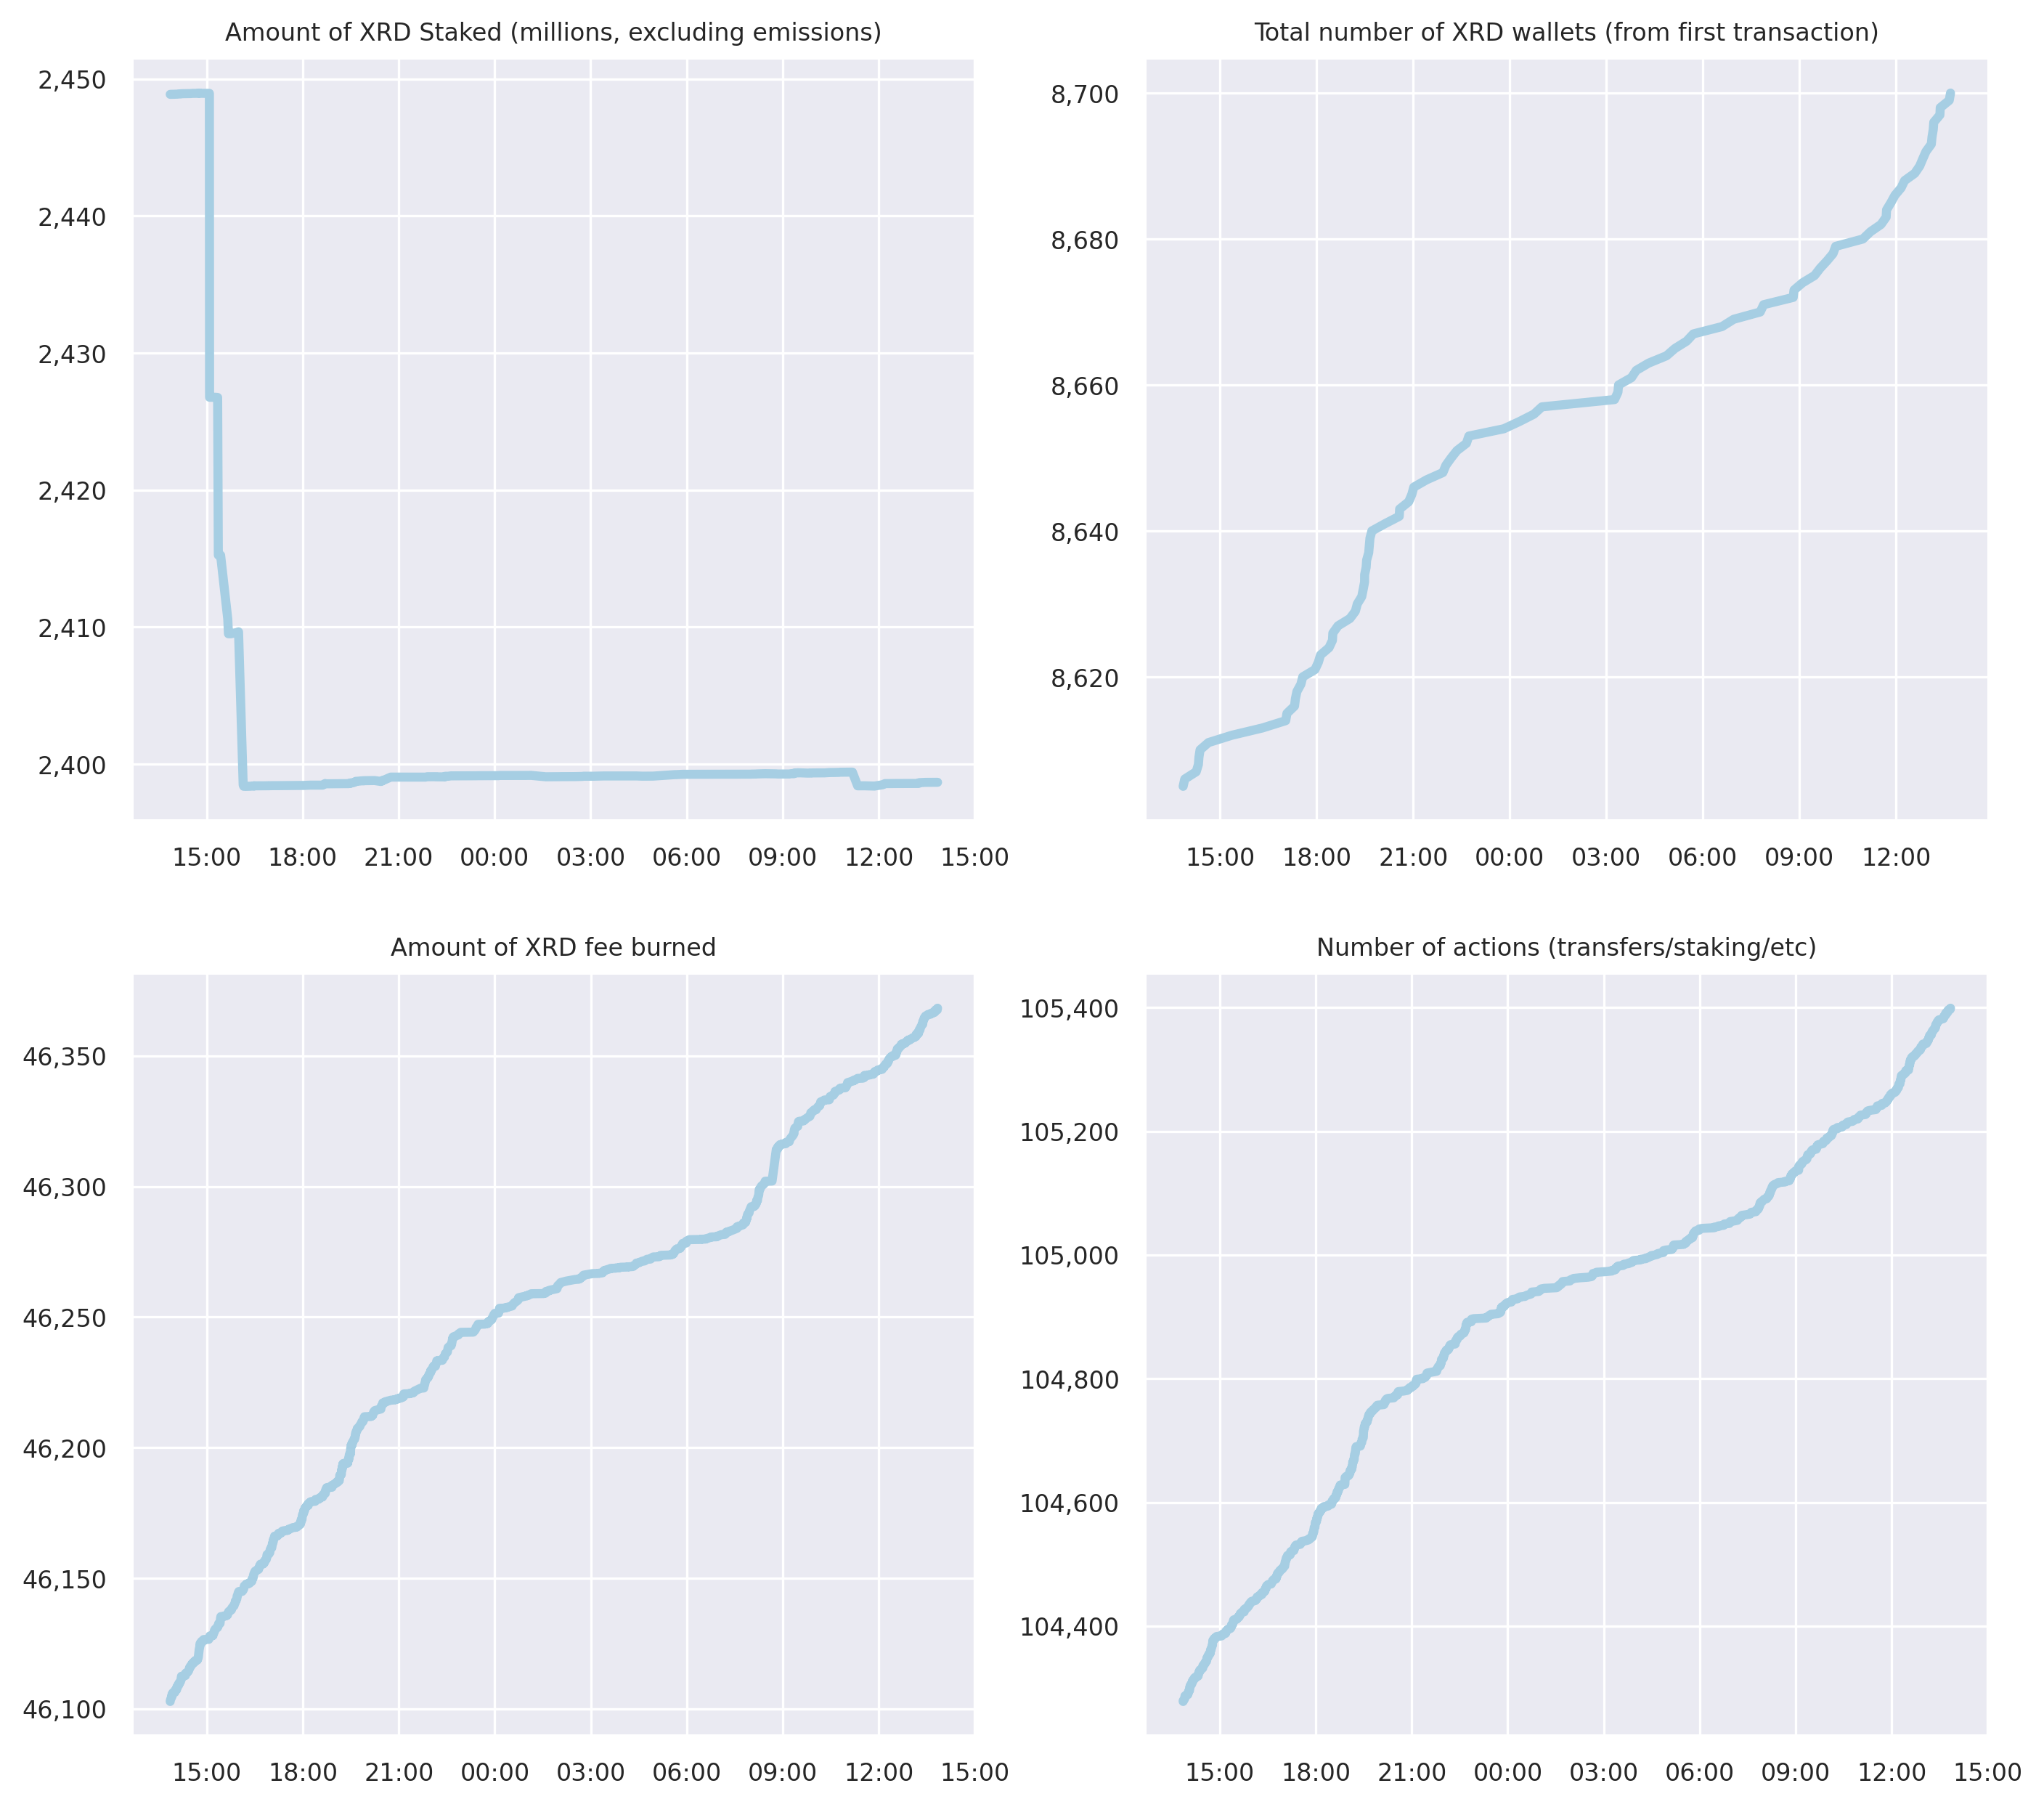 Amount of XRD Staked (millions, excluding emissions)
2,450
2,440
2,430
2,420
2,410
2,400
15:00 18:00 21:00 00:00 03:00 06:00 09:00 12:00 15:00
Total number of XRD wallets (from first transaction)
8,700
8,680
8,660
8,640
8,620
15:00 18:00 21:00 00:00 03:00 06:00 09:00 12:00
Amount of XRD fee burned
46,350
46,300
46,250
46,200
46,150
46,100
15:00 18:00 21:00 00:00 03:00 06:00 09:00 12:00 15:00
Number of actions (transfers/staking/etc)
105,400
105,200
105,000
104,800
104,600
104,400
15:00 18:00 21:00 00:00 03:00 06:00 09:00 12:00 15:00